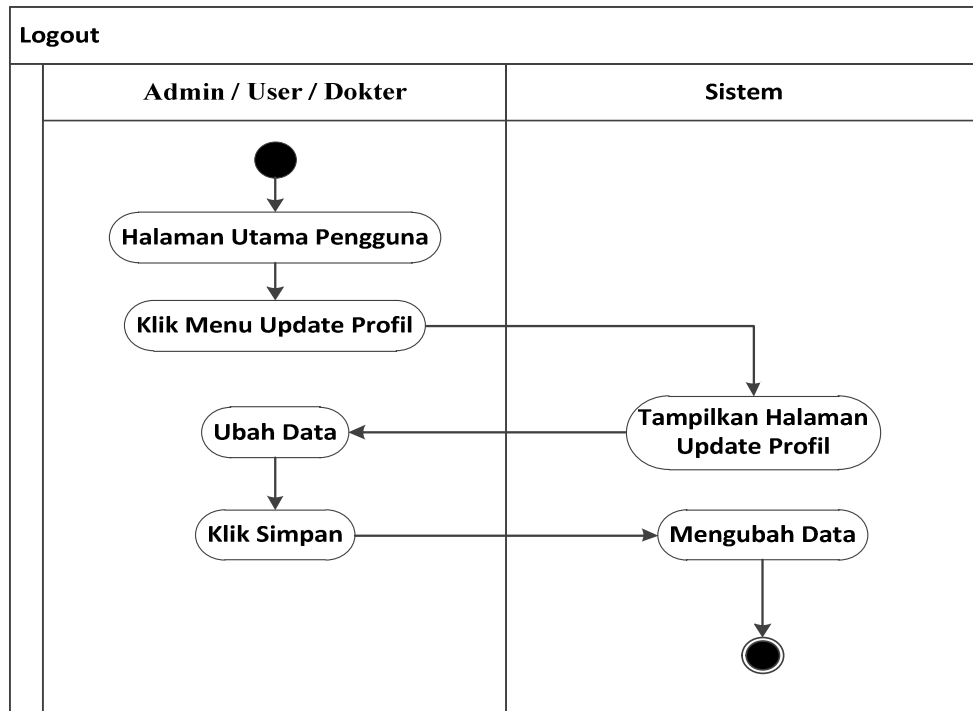 Logout
Admin / User / Dokter
Sistem
Halaman Utama Pengguna
Klik Menu Update Profil
Tampilkan Halaman
Update Profil
Ubah Data
Klik Simpan
Mengubah Data